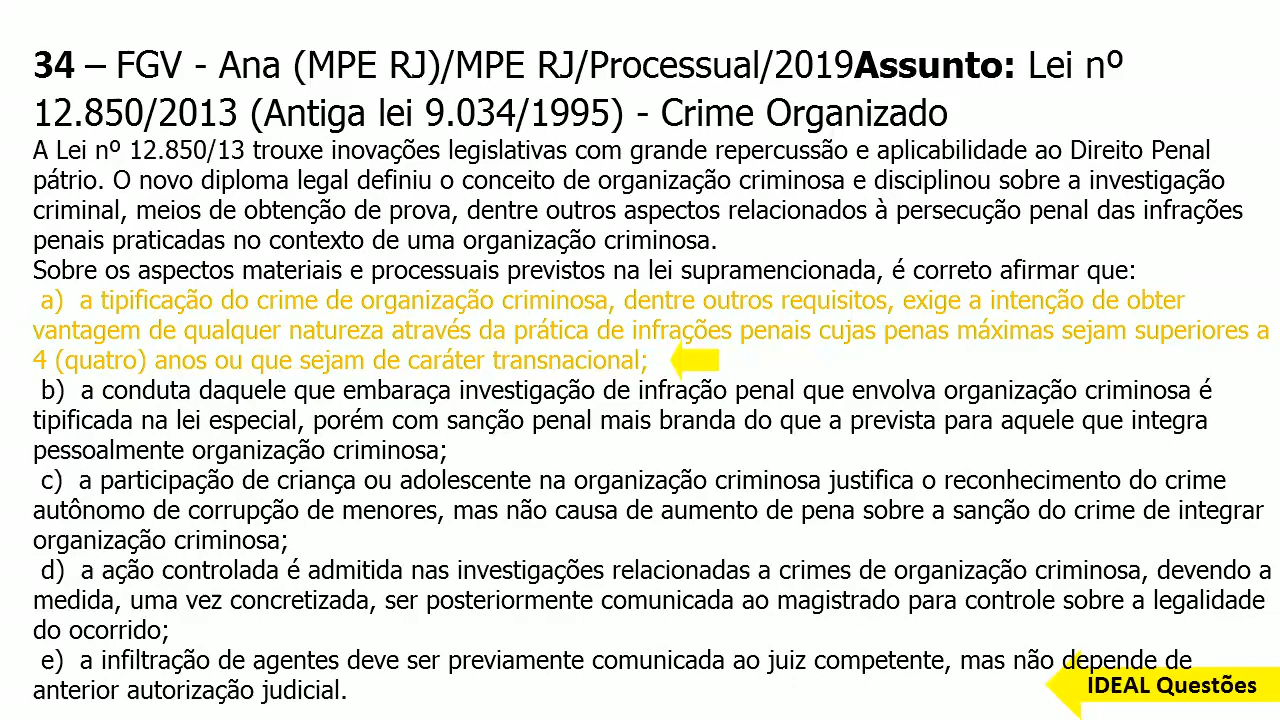 34 – FGV - Ana (MPE RJ)/MPE RJ/Processual/2019Assunto: Lei nº
12.850/2013 (Antiga lei 9.034/1995) - Crime Organizado
A Lei nº 12.850/13 trouxe inovações legislativas com grande repercussão e aplicabilidade ao Direito Penal
pátrio. O novo diploma legal definiu o conceito de organização criminosa e disciplinou sobre a investigação
criminal, meios de obtenção de prova, dentre outros aspectos relacionados à persecução penal das infrações
penais praticadas no contexto de uma organização criminosa.
Sobre os aspectos materiais e processuais previstos na lei supramencionada, é correto afirmar que:
a) a tipificação do crime de organização criminosa, dentre outros requisitos, exige a intenção de obter
vantagem de qualquer natureza através da prática de infrações penais cujas penas máximas sejam superiores a
4 (quatro) anos ou que sejam de caráter transnacional;
b) a conduta daquele que embaraça investigação de infração penal que envolva organização criminosa é
tipificada na lei especial, porém com sanção penal mais branda do que a prevista para aquele que integra
pessoalmente organização criminosa;
c) a participação de criança ou adolescente na organização criminosa justifica o reconhecimento do crime
autônomo de corrupção de menores, mas não causa de aumento de pena sobre a sanção do crime de integrar
organização criminosa;
d) a ação controlada é admitida nas investigações relacionadas a crimes de organização criminosa, devendo a
medida, uma vez concretizada, ser posteriormente comunicada ao magistrado para controle sobre a legalidade
do ocorrido;
e) a infiltração de agentes deve ser previamente comunicada ao juiz competente, mas não depende de
anterior autorização judicial.
IDEAL Questões